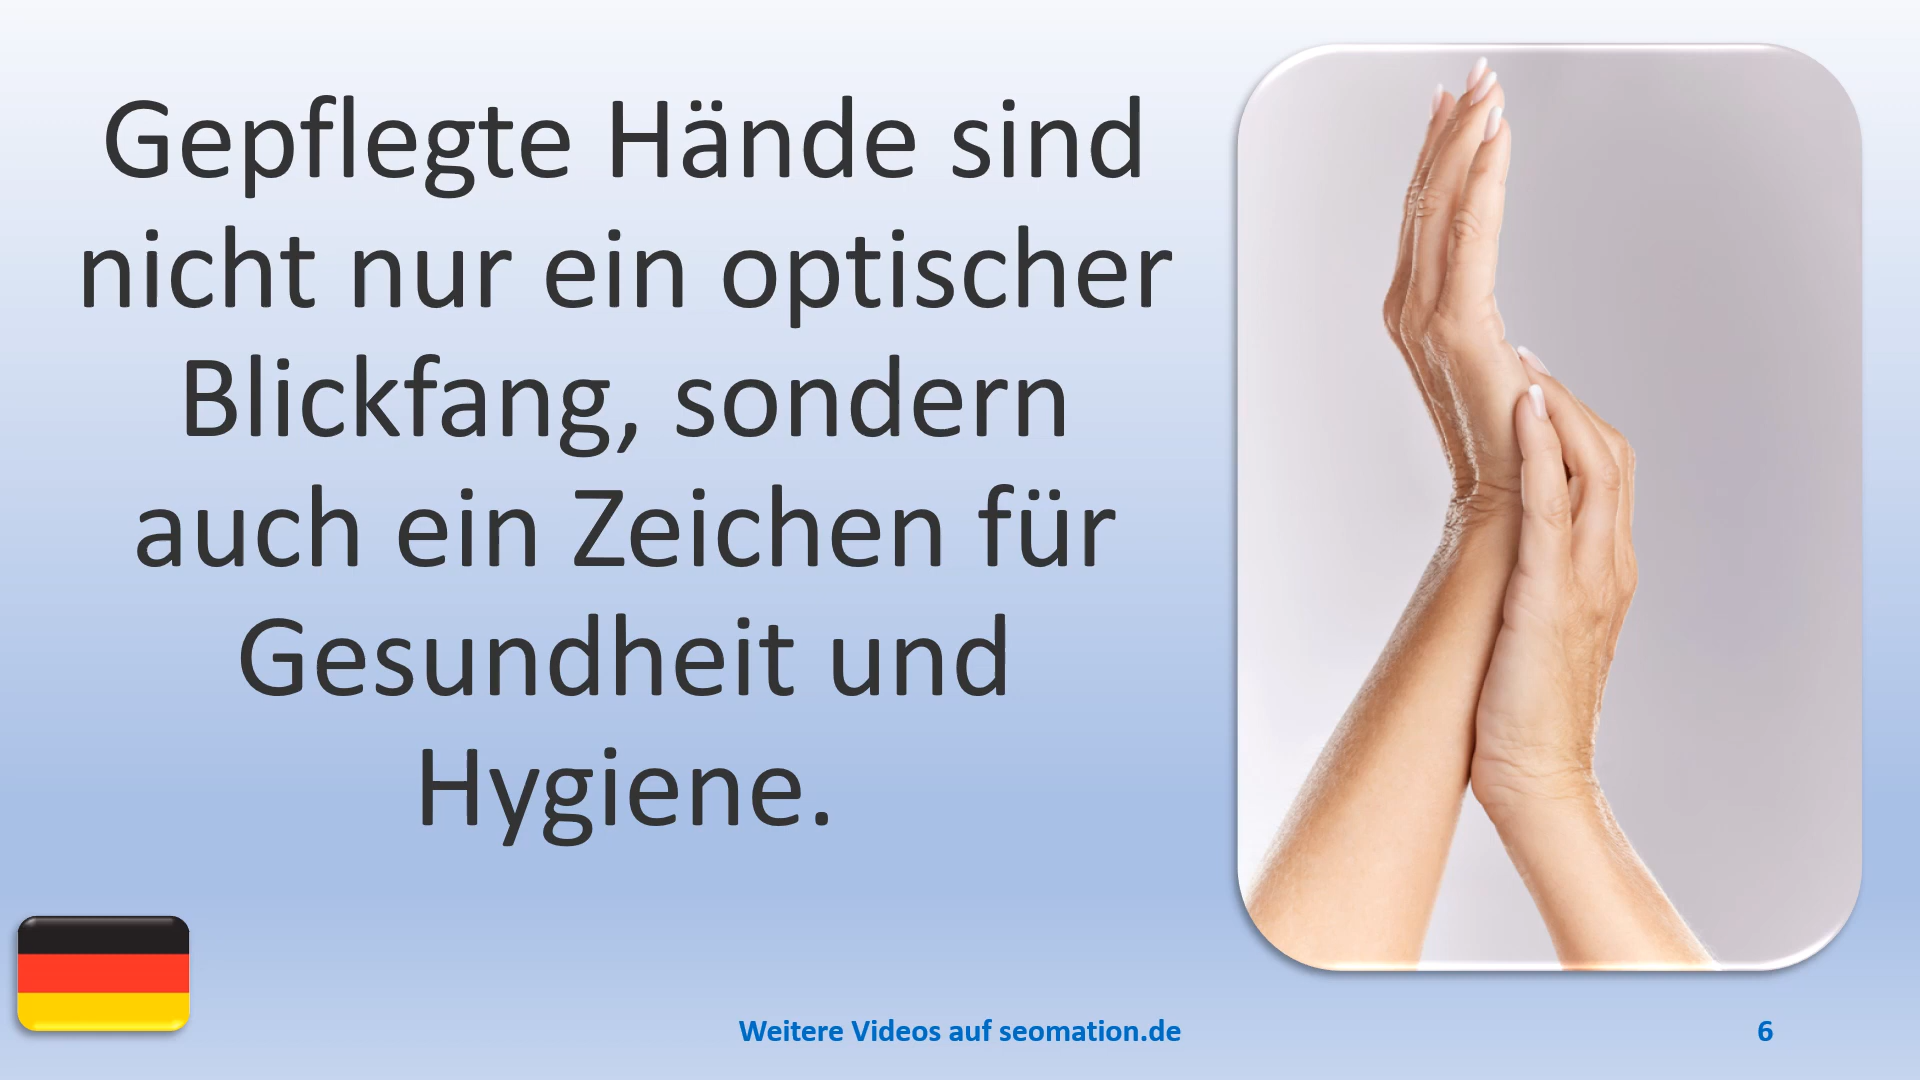 Gepflegte Hände sind
nicht nur ein optischer
Blickfang, sondern
auch ein Zeichen für
Gesundheit und
Hygiene.
Weitere Videos auf seomation.de
6